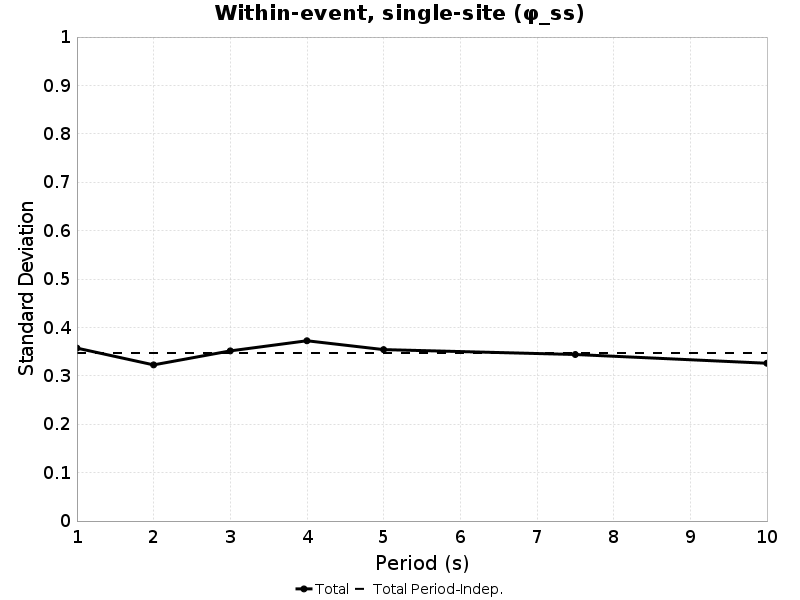 Within-event, single-site (φ_ss)
1
0.9
0.8
0.7
0.6
0.5
0.4
0.3
0.2
0.1
0
Standard Deviation
1 2 3 4 5 6 7 8 9 10
Period (s)
Total Total Period-Indep.